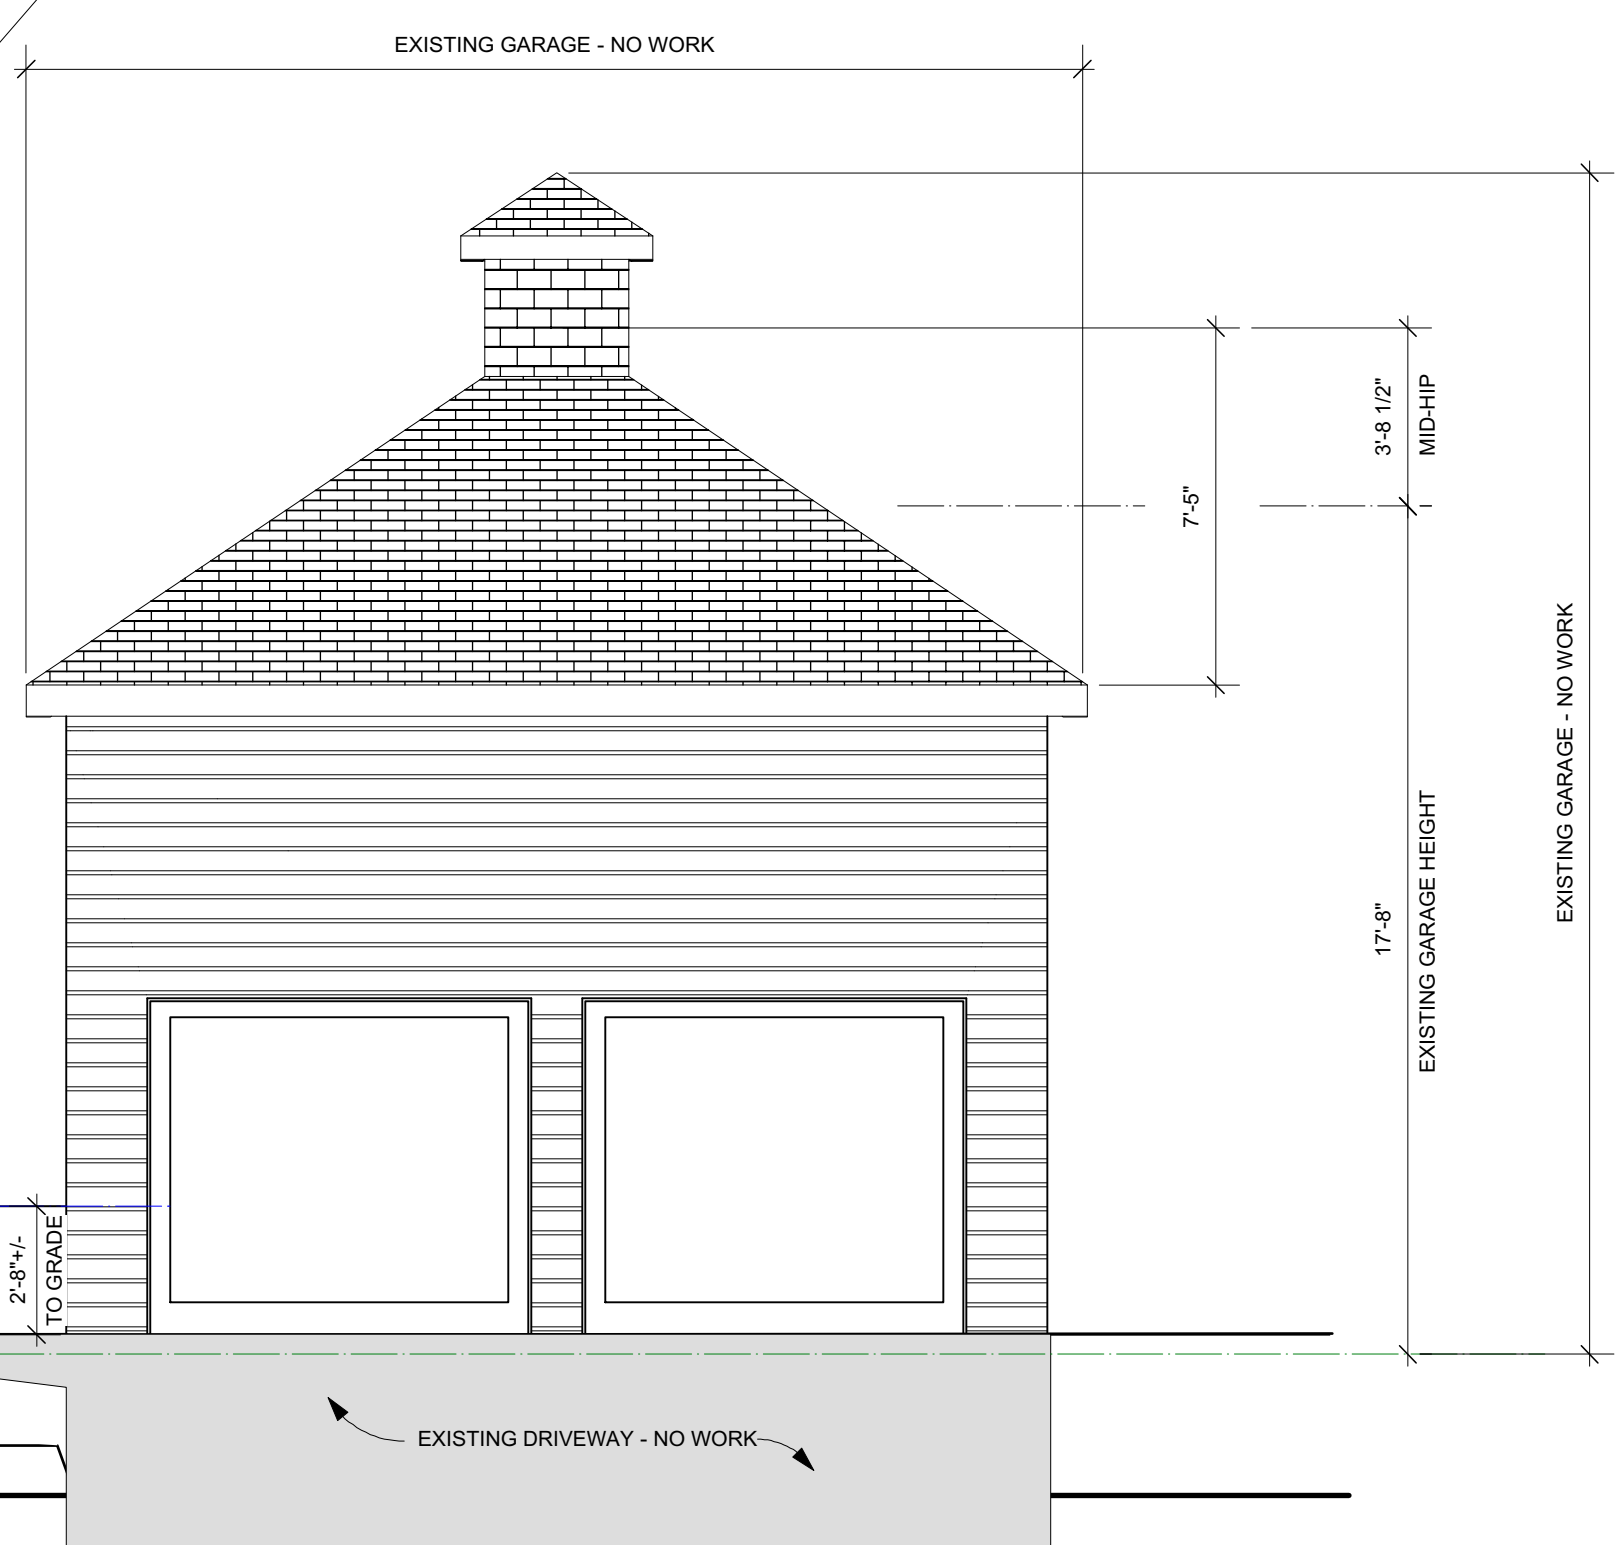 EXISTING GARAGE - NO WORK
3'-8 1/2"
MID-HIP
7'-5"
EXISTING GARAGE - NO WORK
17'-8"
EXISTING GARAGE HEIGHT
2'-8"+/-
TO GRADE
EXISTING DRIVEWAY - NO WORK